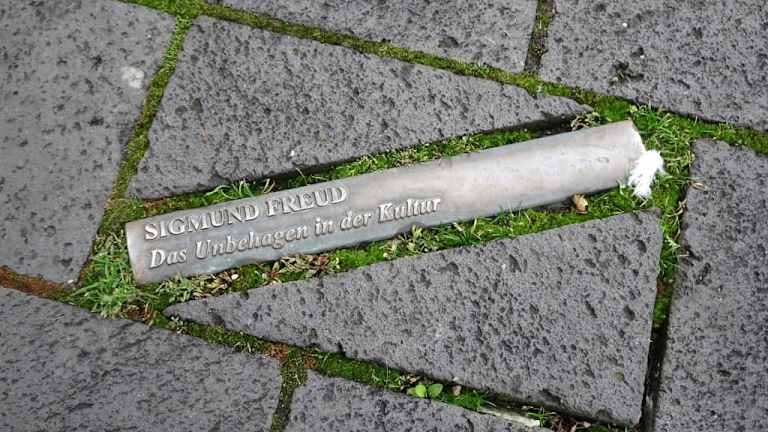 SIGMUND FREUD
Das Unbehagen in der Kultur